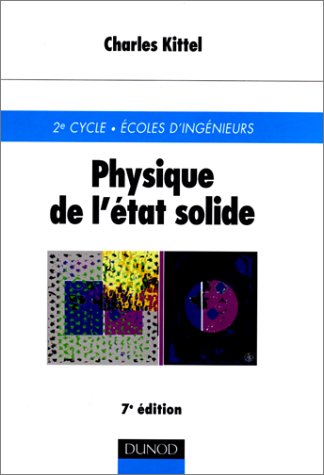 Charles Kittel
2e CYCLE • ÉCOLES D'INGÉNIEURS
Physique
de l'état solide
7e édition
DUNOD